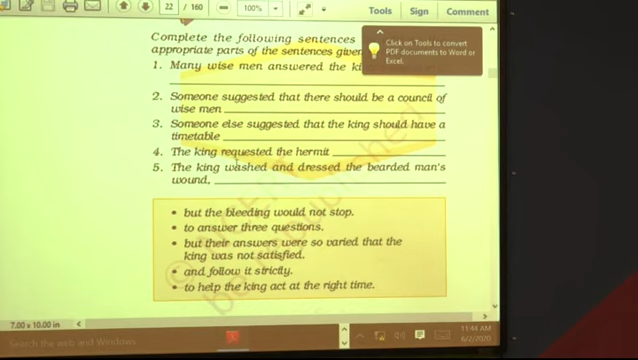 22 / 160
100%
Tools Sign Comment
Complete the following sentences
appropriate parts of the sentences given
Click on Tools to convert
PDF documents to Word or
Excel.
1. Many wise men answered the
2. Someone suggested that there should be a council of
wise men
3. Someone else suggested that the king should have a
timetable
4. The king requested the hermit
5. The king washed and dressed the bearded man's
wound,
• but the bleeding would not stop.
• to answer three questions.
• but their answers were so varied that the
king was not satisfied.
• and follow it strictly.
• to help the king act at the right time.
7.00 x 10.00 in
Search the web and Windows
11:44 AM
6/2/2020